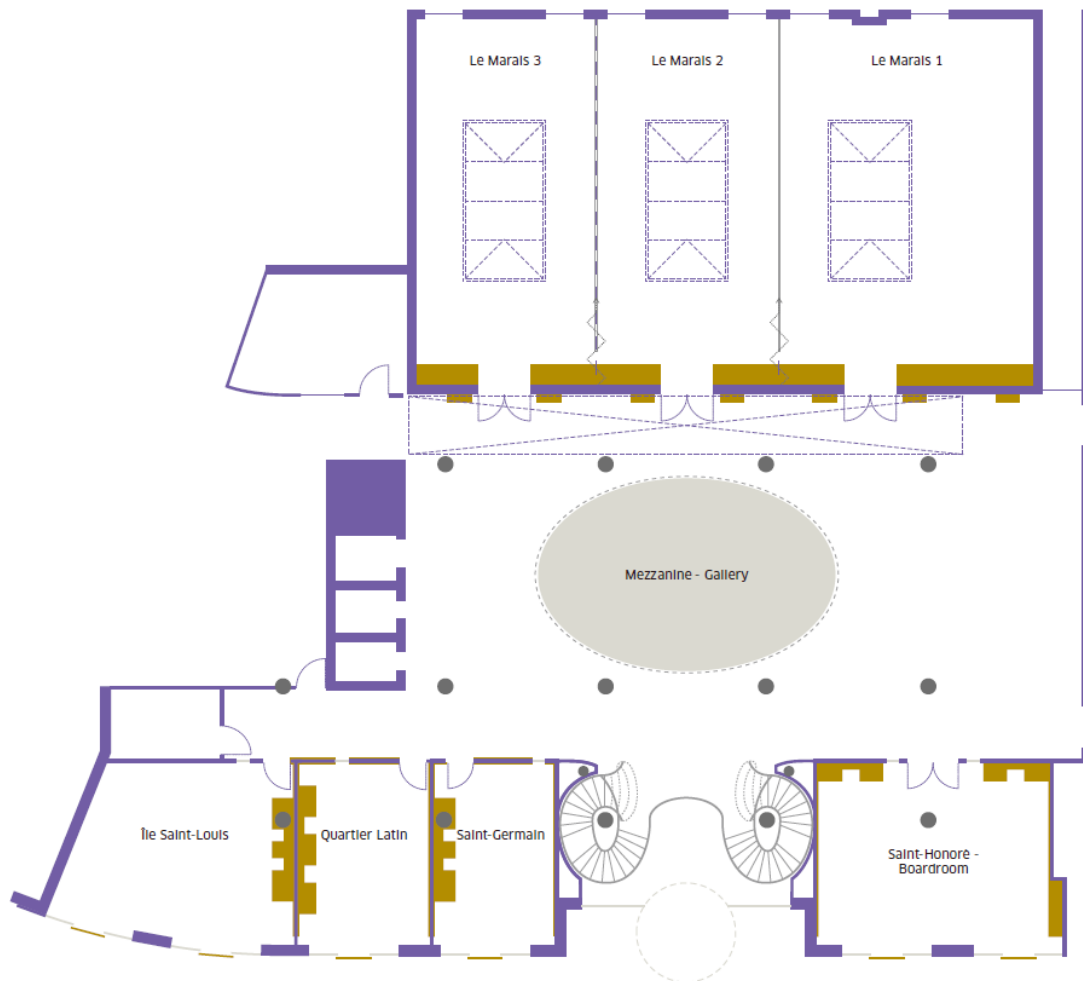 Le Marais 3
Le Marais 2
Le Marais 1
Mezzanine - Gallery
Île Saint-Louis
Quartier Latin
Saint-Germain
Saint-Honoré -
Boardroom